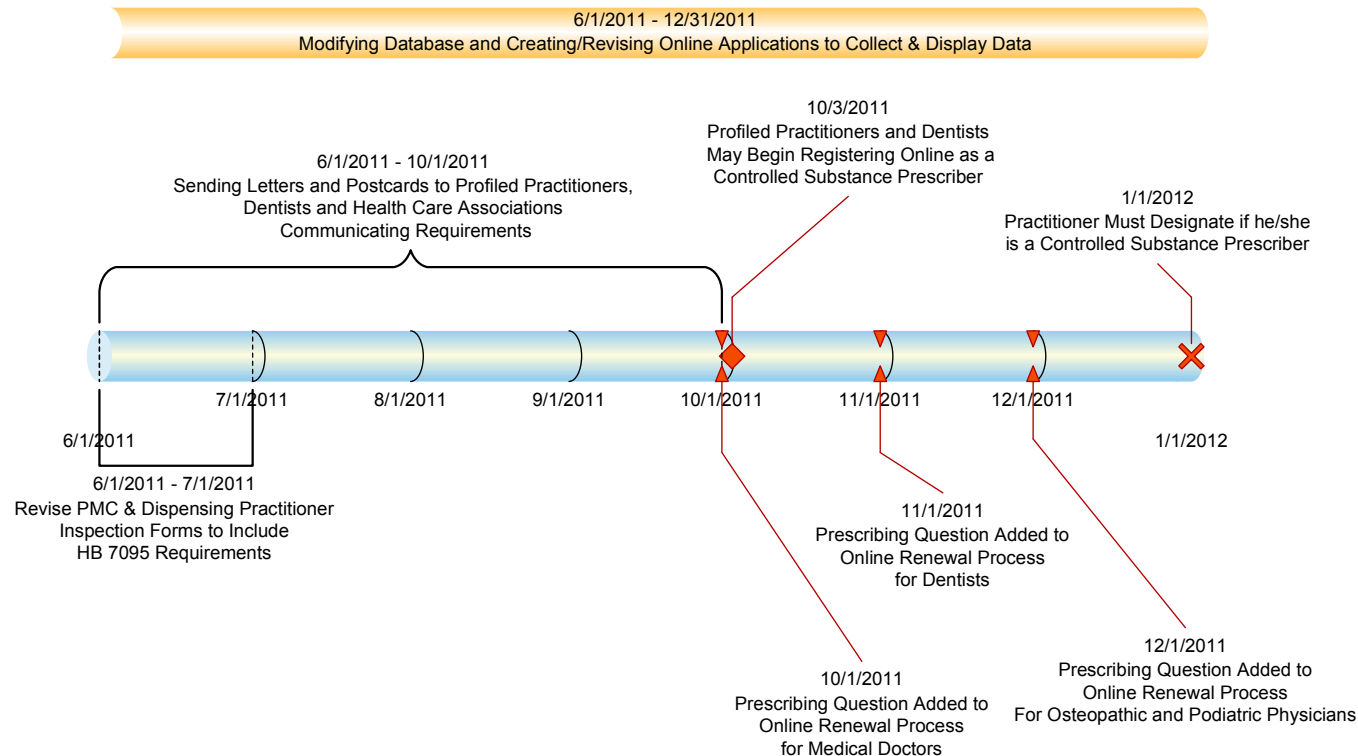 6/1/2011 - 12/31/2011
Modifying Database and Creating/Revising Online Applications to Collect & Display Data
10/3/2011
Profiled Practitioners and Dentists
May Begin Registering Online as a
Controlled Substance Prescriber
6/1/2011 - 10/1/2011
Sending Letters and Postcards to Profiled Practitioners,
Dentists and Health Care Associations
Communicating Requirements
1/1/2012
Practitioner Must Designate if he/she
is a Controlled Substance Prescriber
7/1/2011
8/1/2011
9/1/2011
10/1/2011
11/1/2011
12/1/2011
6/1/2011
1/1/2012
6/1/2011 - 7/1/2011
Revise PMC & Dispensing Practitioner
Inspection Forms to Include
HB 7095 Requirements
11/1/2011
Prescribing Question Added to
Online Renewal Process
for Dentists
10/1/2011
Prescribing Question Added to
Online Renewal Process
for Medical Doctors
12/1/2011
Prescribing Question Added to
Online Renewal Process
For Osteopathic and Podiatric Physicians